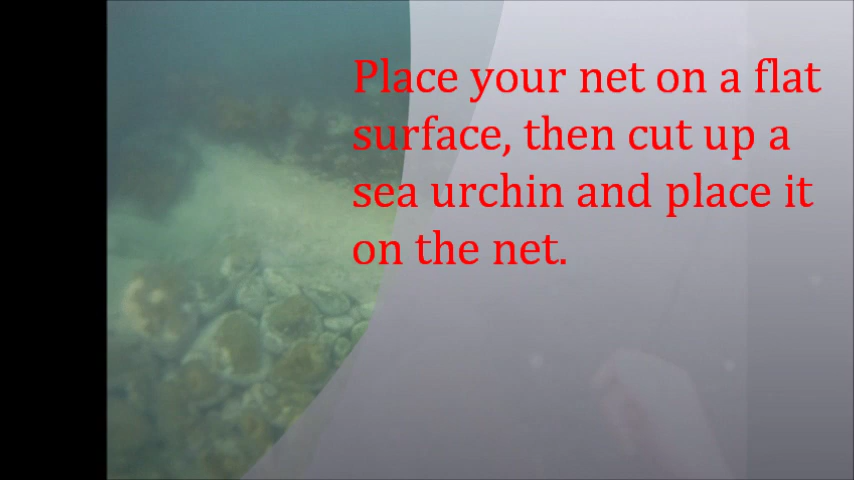 Place your net on a flat
surface, then cut up a
sea urchin and place it
on the net.